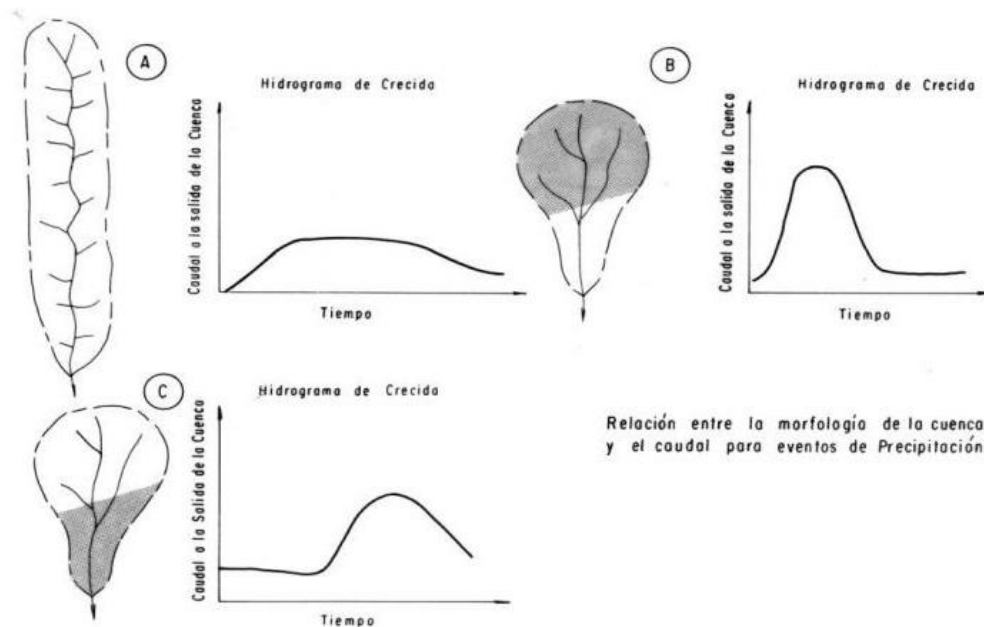 A
Hidrograma de Crecida
Caudal a la salida de la Cuenca
Tiempo
B
Hidrograma de Crecida
Caudal a la salida de la Cuenca
Tiempo
C
Hidrograma de Crecida
Caudal a la Salida de la Cuenca
Tiempo
Relación entre la morfología de la cuenca
y el caudal para eventos de Precipitación